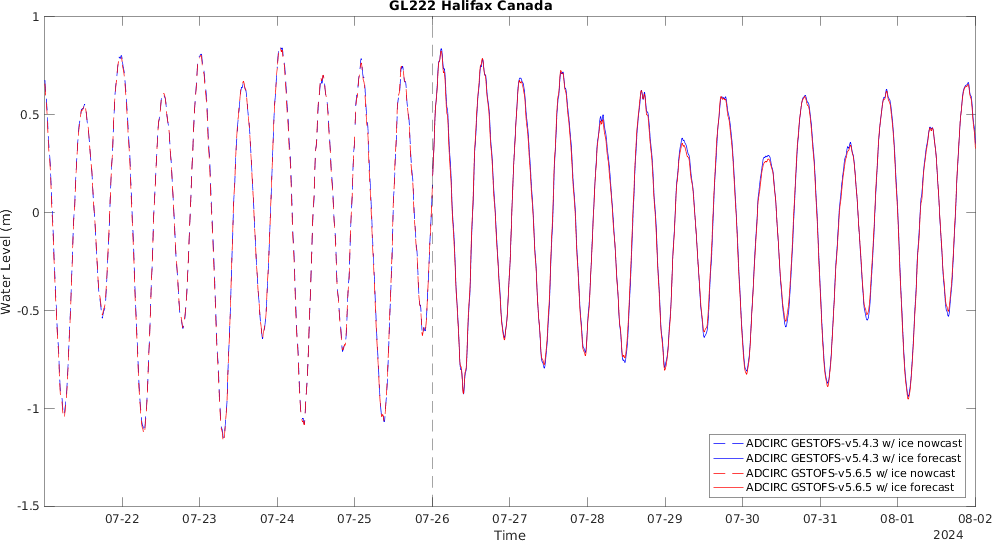 GL222 Halifax Canada
1
0.5
0
-0.5
-1
-1.5
Water Level (m)
07-22 07-23 07-24 07-25 07-26 07-27 07-28 07-29 07-30 07-31 08-01 08-02
Time
2024
ADCIRC GESTOFS-v5.4.3 w/ ice nowcast
ADCIRC GESTOFS-v5.4.3 w/ ice forecast
ADCIRC GSTOFS-v5.6.5 w/ ice nowcast
ADCIRC GSTOFS-v5.6.5 w/ ice forecast